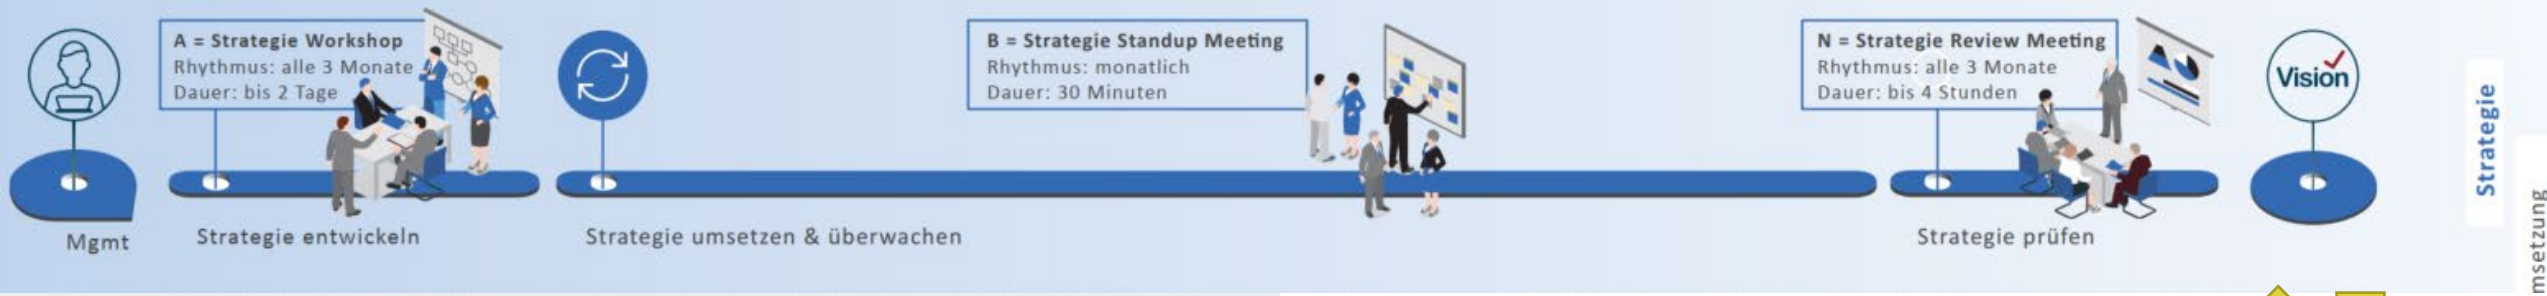 A = Strategie Workshop
Rhythmus: alle 3 Monate
Dauer: bis 2 Tage
B = Strategie Standup Meeting
Rhythmus: monatlich
Dauer: 30 Minuten
N = Strategie Review Meeting
Rhythmus: alle 3 Monate
Dauer: bis 4 Stunden
Vision
Mgmt
Strategie entwickeln
Strategie umsetzen & überwachen
Strategie prüfen
Strategie
msetzung